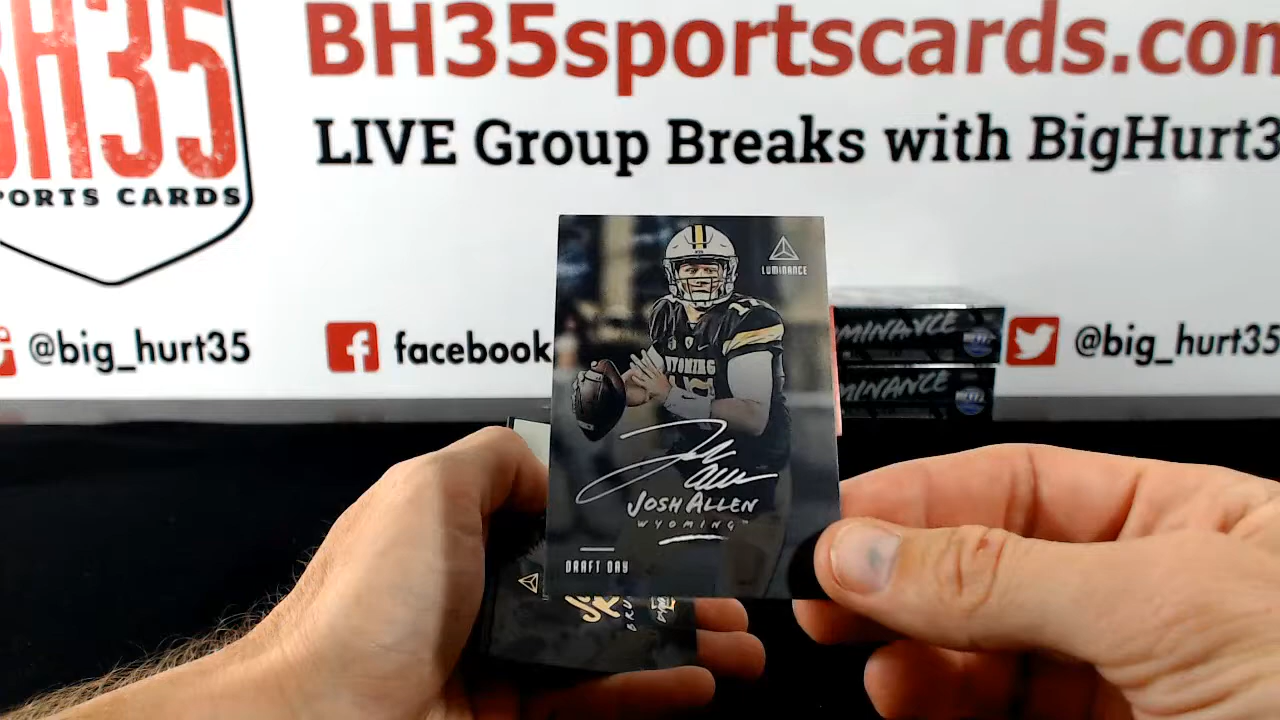 BH35
PORTS CARDS
BH35sportscards.com
LIVE Group Breaks with BigHurt3
@big_hurt35
facebook
@big_hurt35
MINANCE
MINANCE
LUMINANCE
WYOMING
JOSH ALLEN
WYOMING™
DRAFT DAY